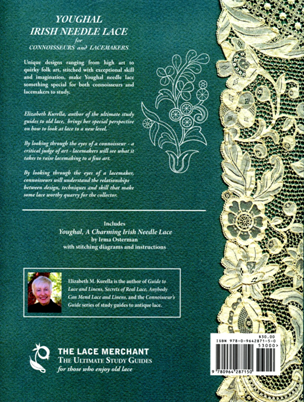 YOUGHAL
IRISH NEEDLE LACE
for
CONNOISSEURS and LACEMAKERS
Unique designs ranging from high art to
quirky folk art, stitched with exceptional skill
and imagination, make Youghal needle lace
something special for both connoisseurs and
lacemakers to study.
Elizabeth Kurella, author of the ultimate study
guides to old lace, brings her special perspective
on how to look at lace to a new level.
By looking through the eyes of a connoisseur - a
critical judge of art - lacemakers will see what it
takes to raise lacemaking to a fine art.
By looking through the eyes of a lacemaker,
connoisseurs will understand the relationships
between design, techniques and skill that make
some lace worthy quarry for the collector.
Includes
Youghal, A Charming Irish Needle Lace
by Irma Osterman
with stitching diagrams and instructions
Elizabeth M. Kurella is the author of Guide to
Lace and Linens, Secrets of Real Lace, Anybody
Can Mend Lace and Linens, and the Connoisseur's
Guide series of study guides to antique lace.
THE LACE MERCHANT
THE ULTIMATE STUDY GUIDES
for those who enjoy old lace
$30.00
ISBN 978-0-9642871-5-0
53000>
9 780964 287150